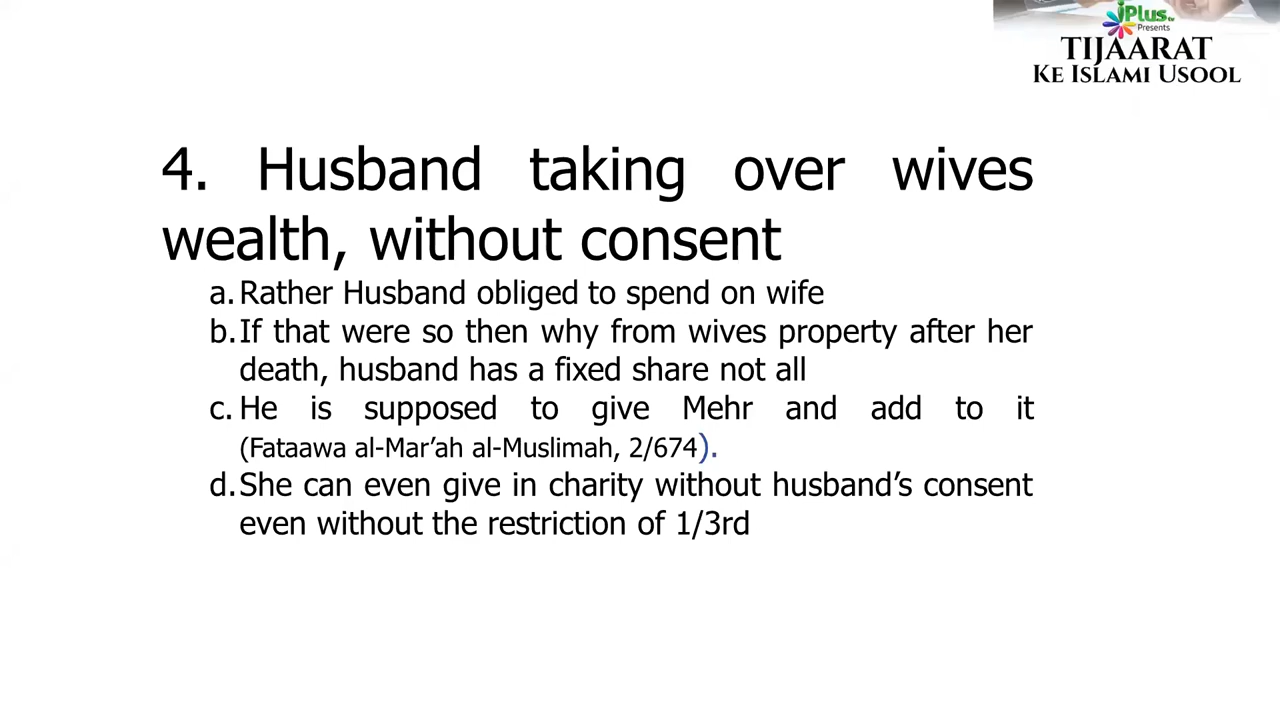 iPlus tv
Presents
TIJAARAT
KE ISLAMI USOOL
4. Husband taking over wives
wealth, without consent
a. Rather Husband obliged to spend on wife
b. If that were so then why from wives property after her
death, husband has a fixed share not all
c. He is supposed to give Mehr and add to it
(Fataawa al-Mar’ah al-Muslimah, 2/674).
d. She can even give in charity without husband’s consent
even without the restriction of 1/3rd